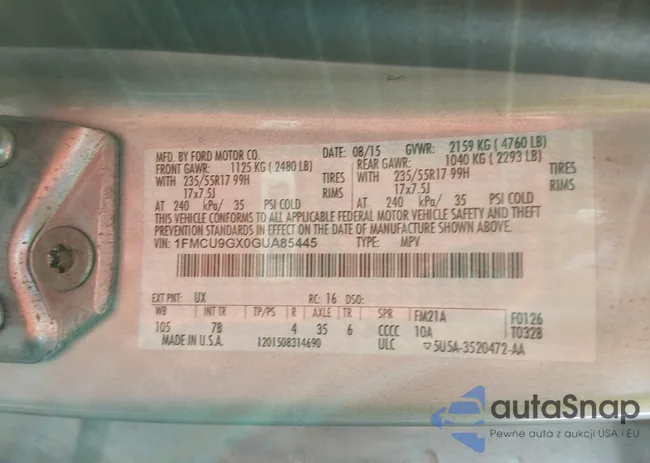 MFD. BY FORD MOTOR CO. DATE: 08/15 GVWR: 2159 KG ( 4760 LB)
FRONT GAWR: 1125 KG ( 2480 LB) REAR GAWR: 1040 KG ( 2293 LB)
WITH 235/55R17 99H TIRES WITH 235/55R17 99H TIRES
17x7.5J RIMS 17x7.5J RIMS
AT 240 kPa/ 35 PSI COLD AT 240 kPa/ 35 PSI COLD
THIS VEHICLE CONFORMS TO ALL APPLICABLE FEDERAL MOTOR VEHICLE SAFETY AND THEFT
PREVENTION STANDARDS IN EFFECT ON THE DATE OF MANUFACTURE SHOWN ABOVE.
VIN: 1FMCU9GX0GUA85445 TYPE: MPV
EXT PNT: UX RC: 16 DSO:
WB INT TR TP/PS R AXLE TR SPR FM21A F0126
105 7B 4 35 6 CCCC 10A T0328
MADE IN U.S.A. 1201508314690 ULC ▽5U5A-3520472-AA
autaSnap
Pewne auta z aukcji USA i EU